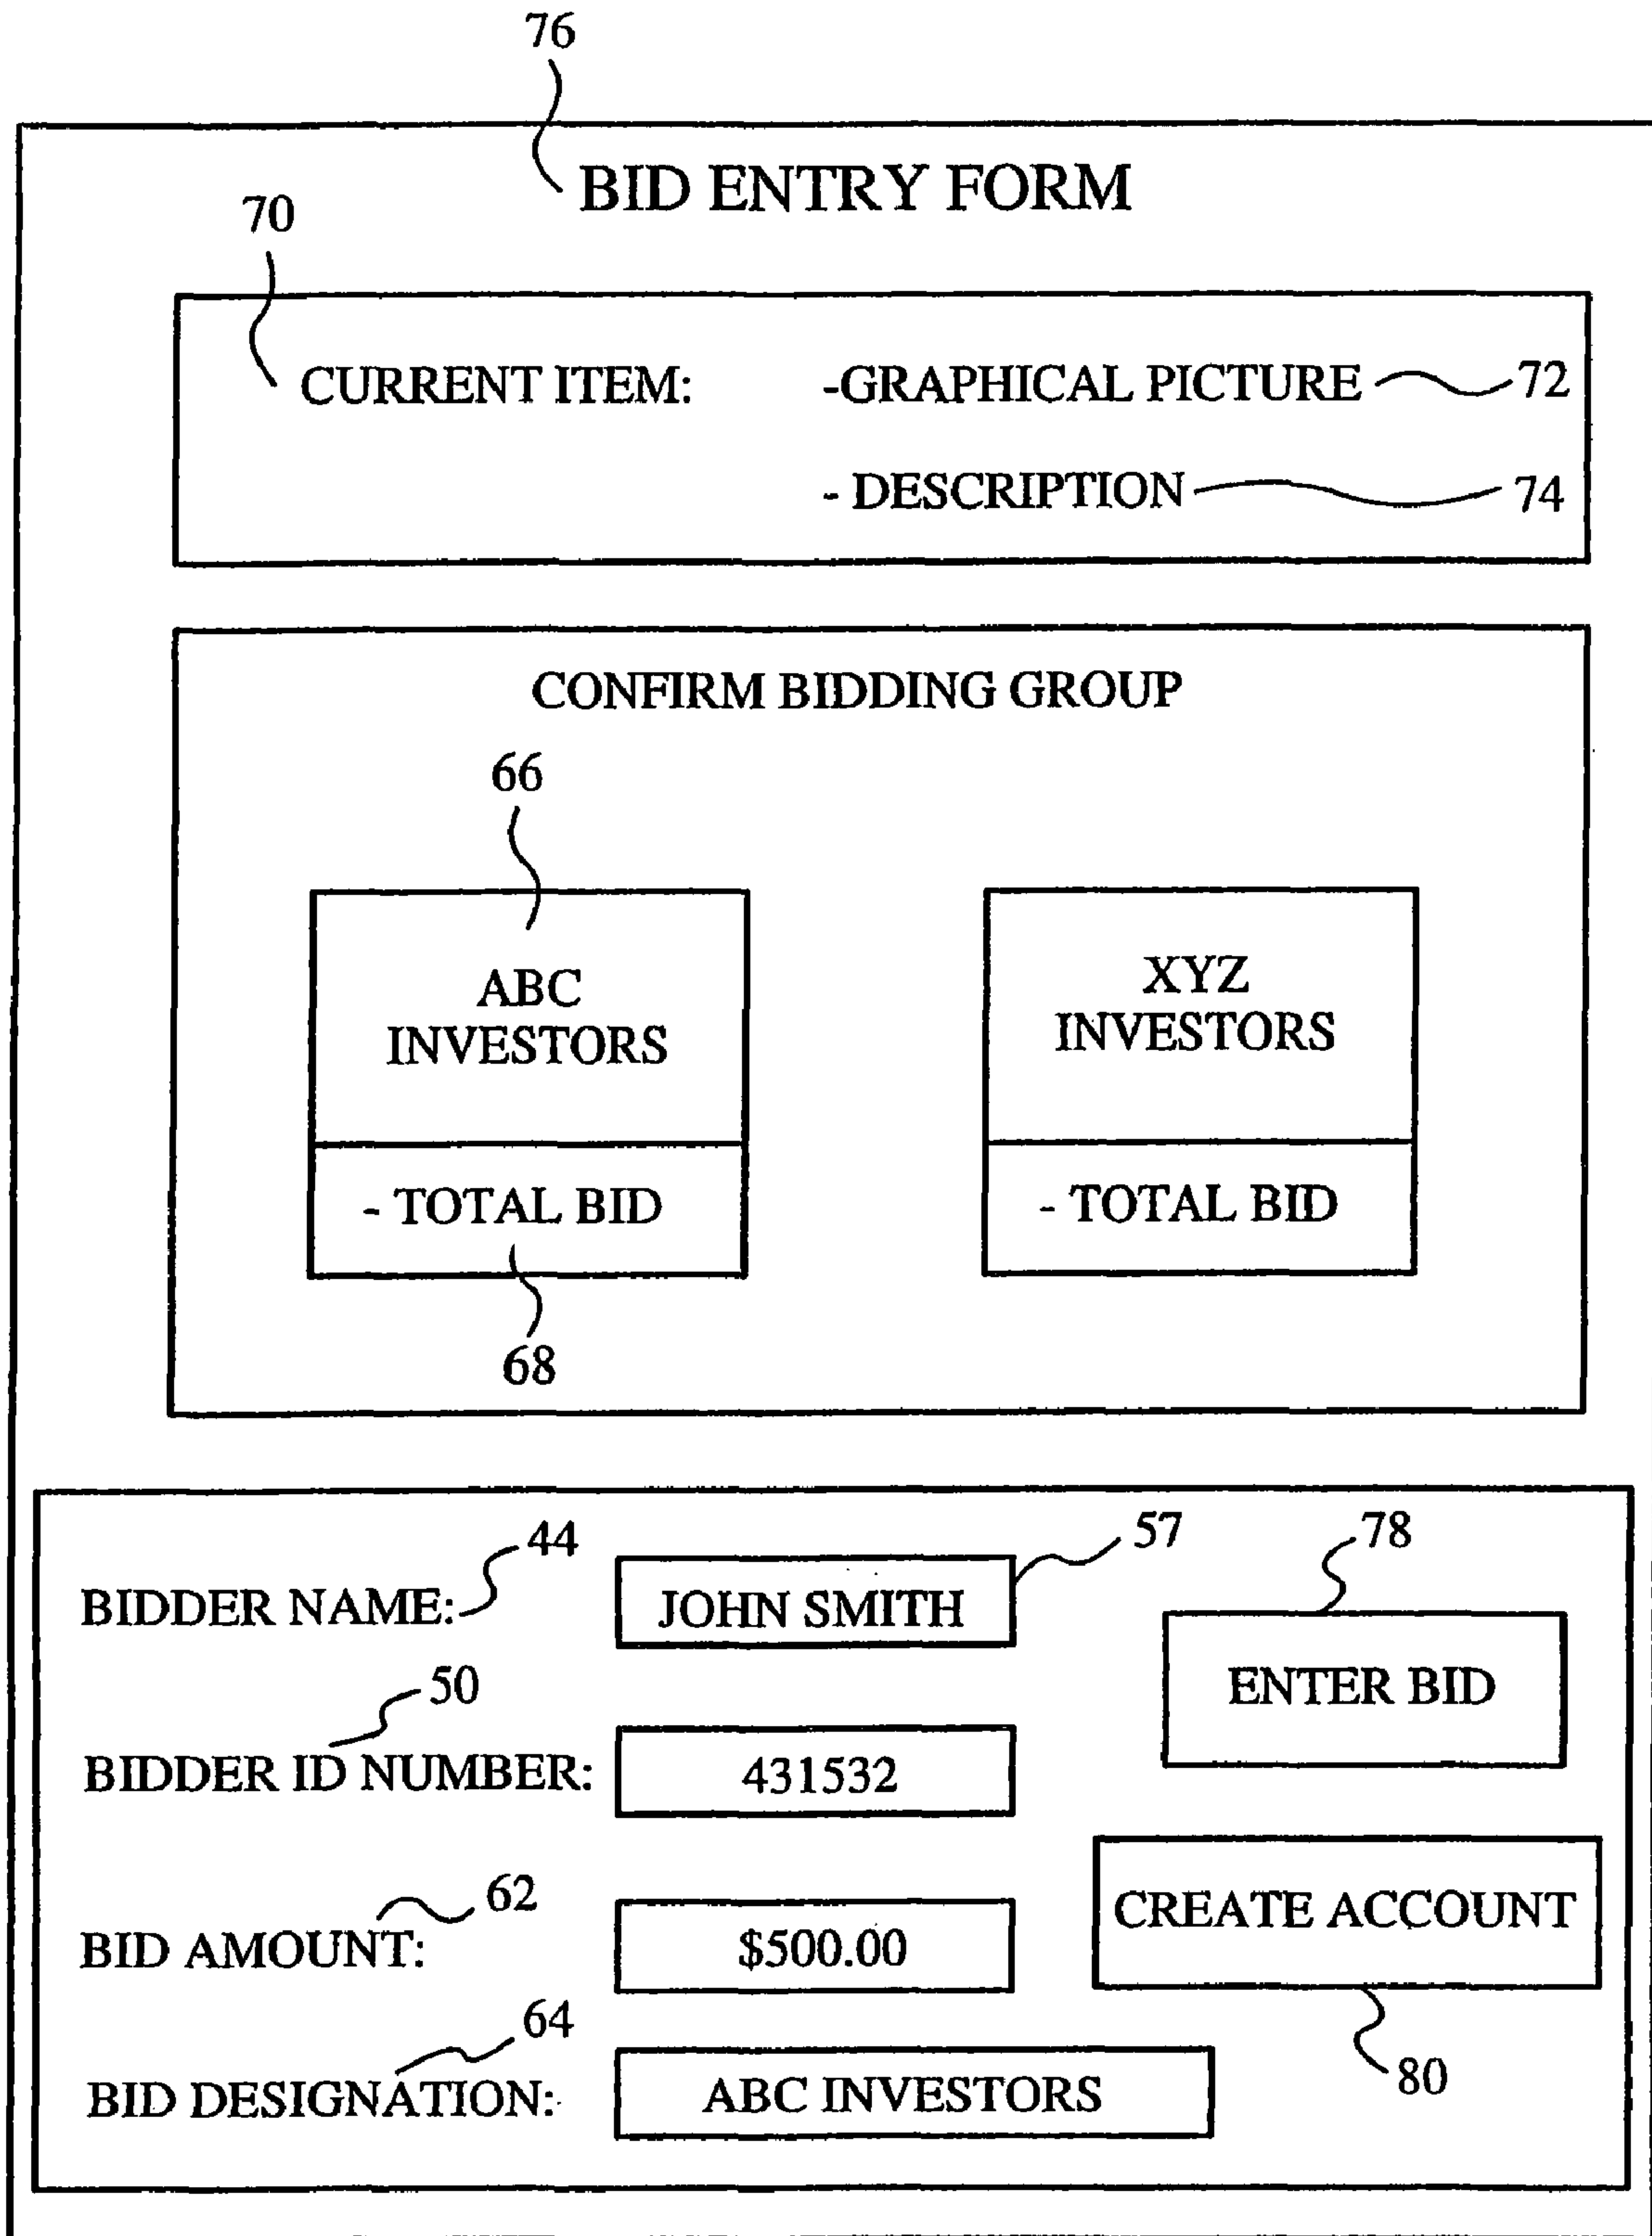 76
BID ENTRY FORM
70
CURRENT ITEM: -GRAPHICAL PICTURE 72
- DESCRIPTION 74
CONFIRM BIDDING GROUP
66
ABC
INVESTORS
- TOTAL BID
68
XYZ
INVESTORS
- TOTAL BID
BIDDER NAME: 44 JOHN SMITH 57
78
ENTER BID
50
BIDDER ID NUMBER: 431532
CREATE ACCOUNT
80
62
BID AMOUNT: $500.00
64
BID DESIGNATION: ABC INVESTORS